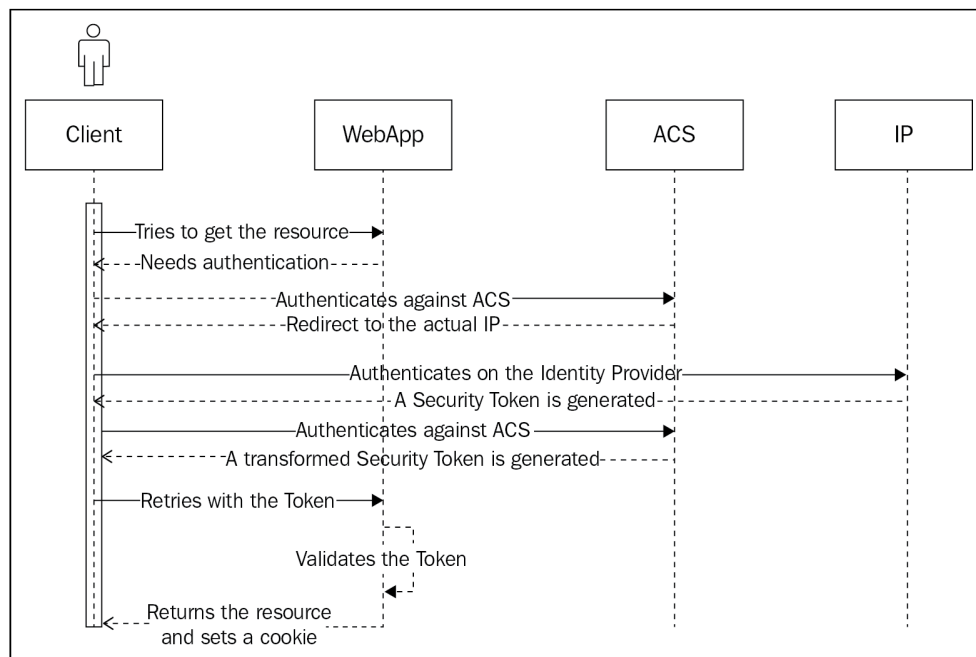 Client
WebApp
ACS
IP
Tries to get the resource
Needs authentication
Authenticates against ACS
Redirect to the actual IP
Authenticates on the Identity Provider
A Security Token is generated
Authenticates against ACS
A transformed Security Token is generated
Retries with the Token
Validates the Token
Returns the resource
and sets a cookie